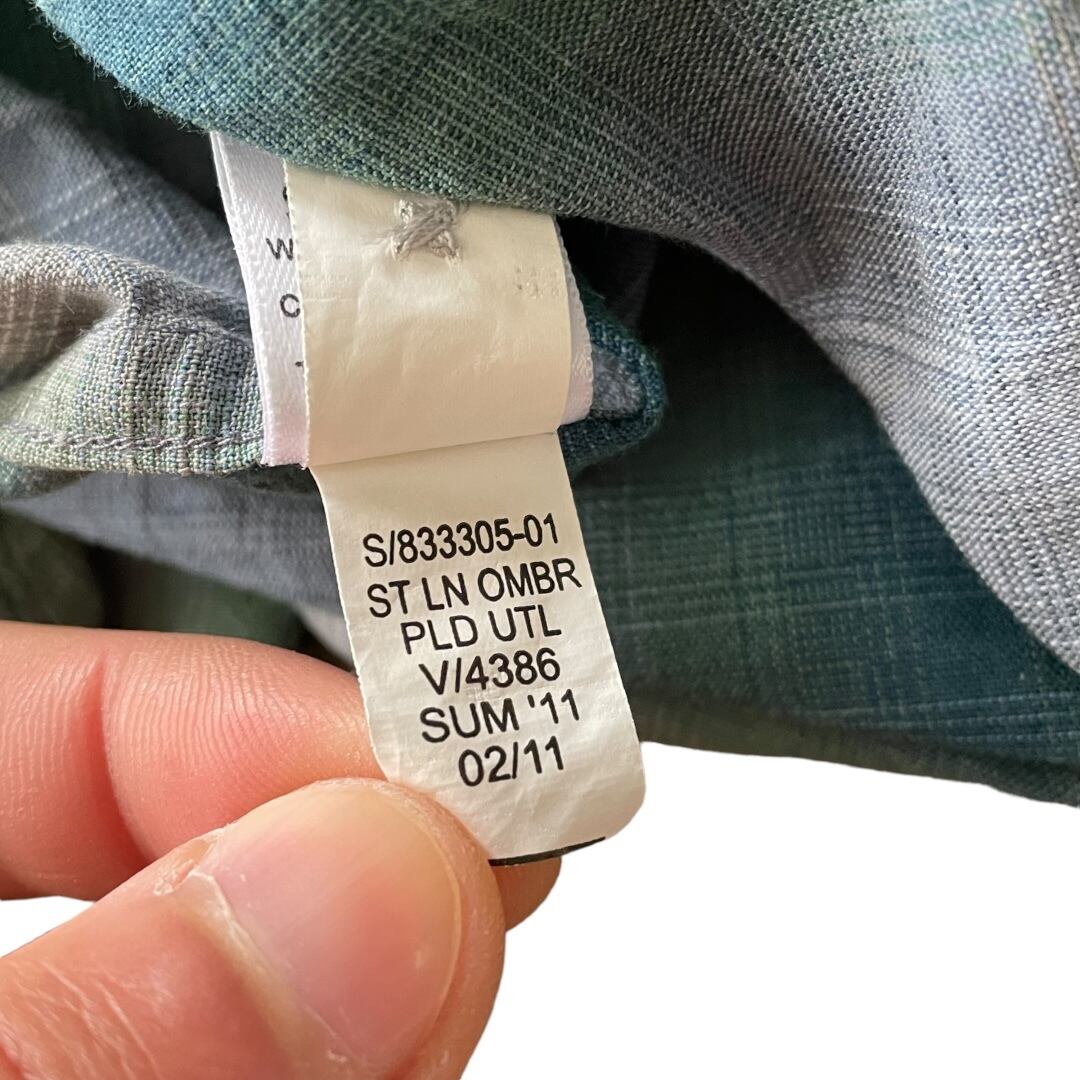 W
C
S/833305-01
ST LN OMBR
PLD UTL
V/4386
SUM '11
02/11